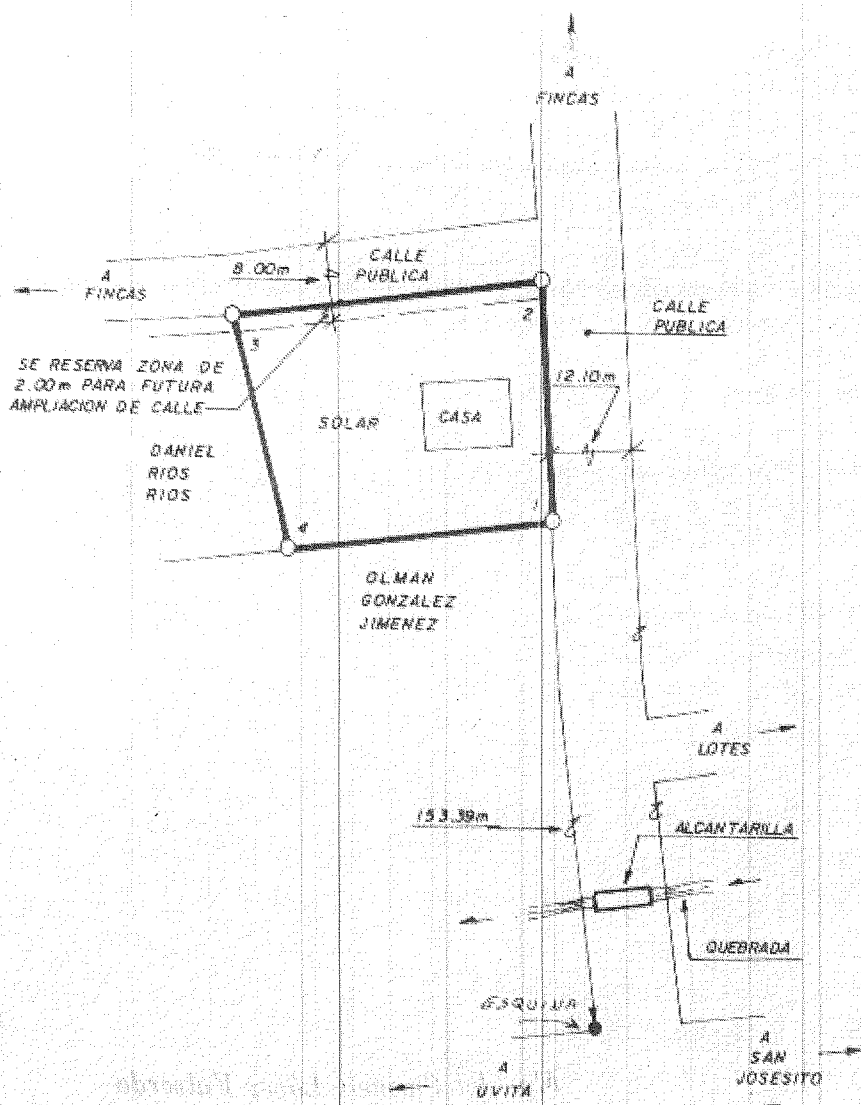 A
FINCAS
CALLE
PUBLICA
8.00m
A
FINCAS
CALLE
PUBLICA
2
3
SE RESERVA ZONA DE
2.00m PARA FUTURA
AMPLIACION DE CALLE
12.10m
SOLAR
CASA
DANIEL
RIOS
RIOS
1
4
OLMAN
GONZALEZ
JIMENEZ
A
LOTES
153.39m
ALCANTARILLA
QUEBRADA
ESQUINA
A
SAN
JOSESITO
A
UVITA